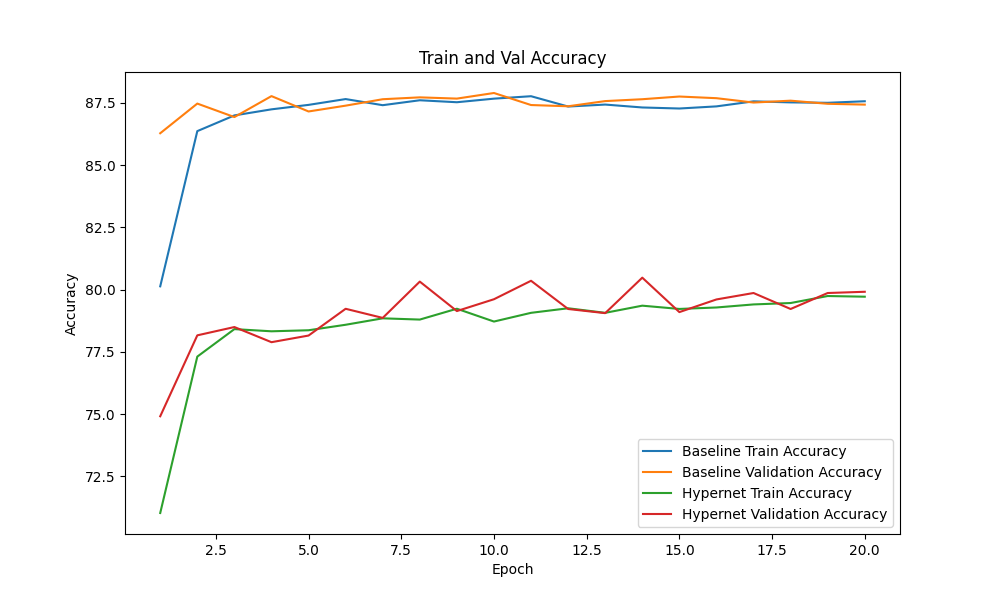 Train and Val Accuracy
Accuracy
87.5
85.0
82.5
80.0
77.5
75.0
72.5
Baseline Train Accuracy
Baseline Validation Accuracy
Hypernet Train Accuracy
Hypernet Validation Accuracy
2.5 5.0 7.5 10.0 12.5 15.0 17.5 20.0
Epoch